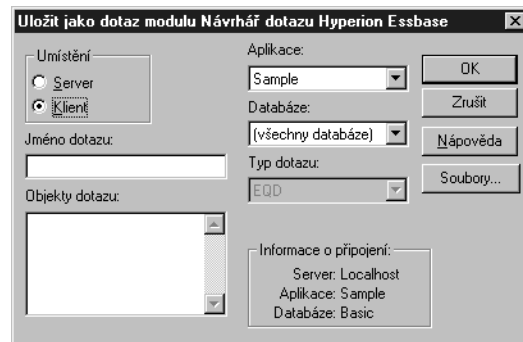 Uložit jako dotaz modulu Návrhář dotazu Hyperion Essbase
Umístění
Server
Klient
Jméno dotazu:
Objekty dotazu:
Aplikace:
Sample
Databáze:
(všechny databáze)
Typ dotazu:
EQD
Informace o připojení:
Server: Localhost
Aplikace: Sample
Databáze: Basic
OK
Zrušit
Nápověda
Soubory...